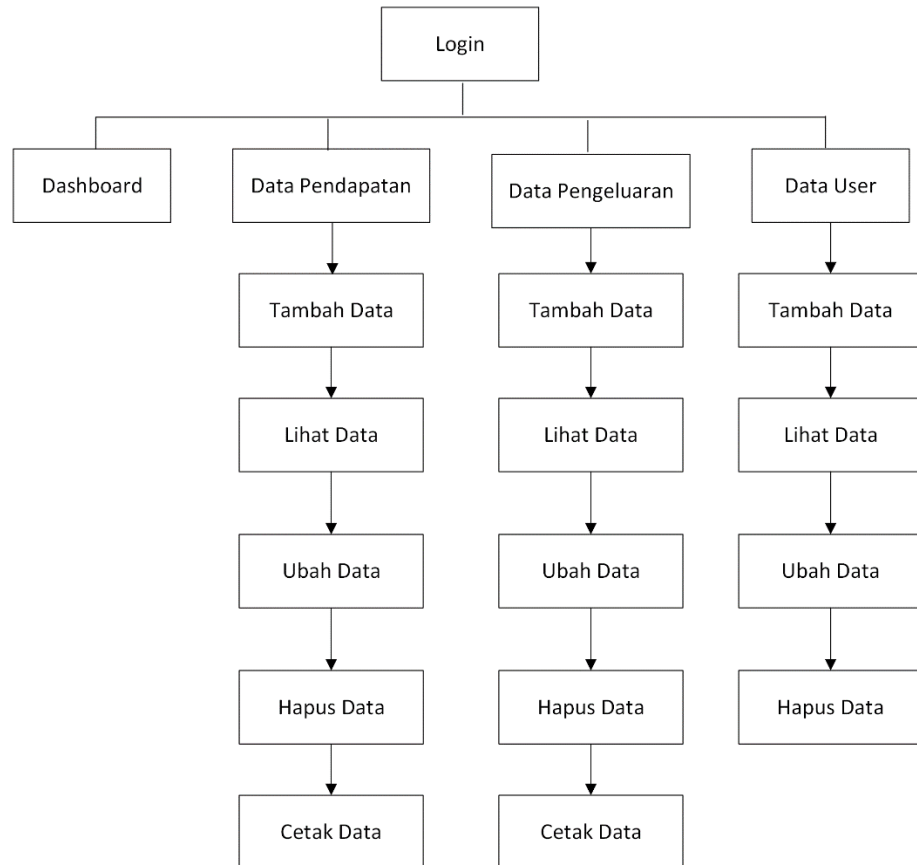 Login
Dashboard
Data Pendapatan
Data Pengeluaran
Data User
Tambah Data
Tambah Data
Tambah Data
Lihat Data
Lihat Data
Lihat Data
Ubah Data
Ubah Data
Ubah Data
Hapus Data
Hapus Data
Hapus Data
Cetak Data
Cetak Data